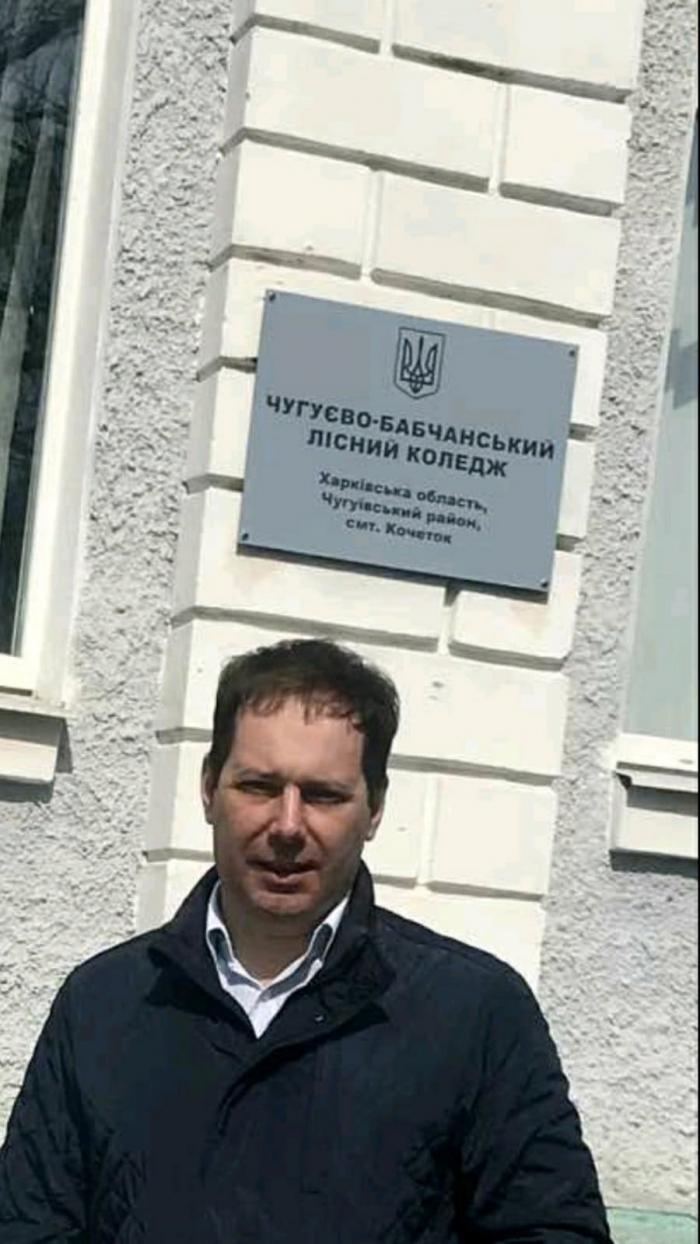 ЧУГУЄВО-БАБЧАНСЬКИЙ
ЛІСНИЙ КОЛЕДЖ
Харківська область,
Чугуївський район,
смт. Кочеток